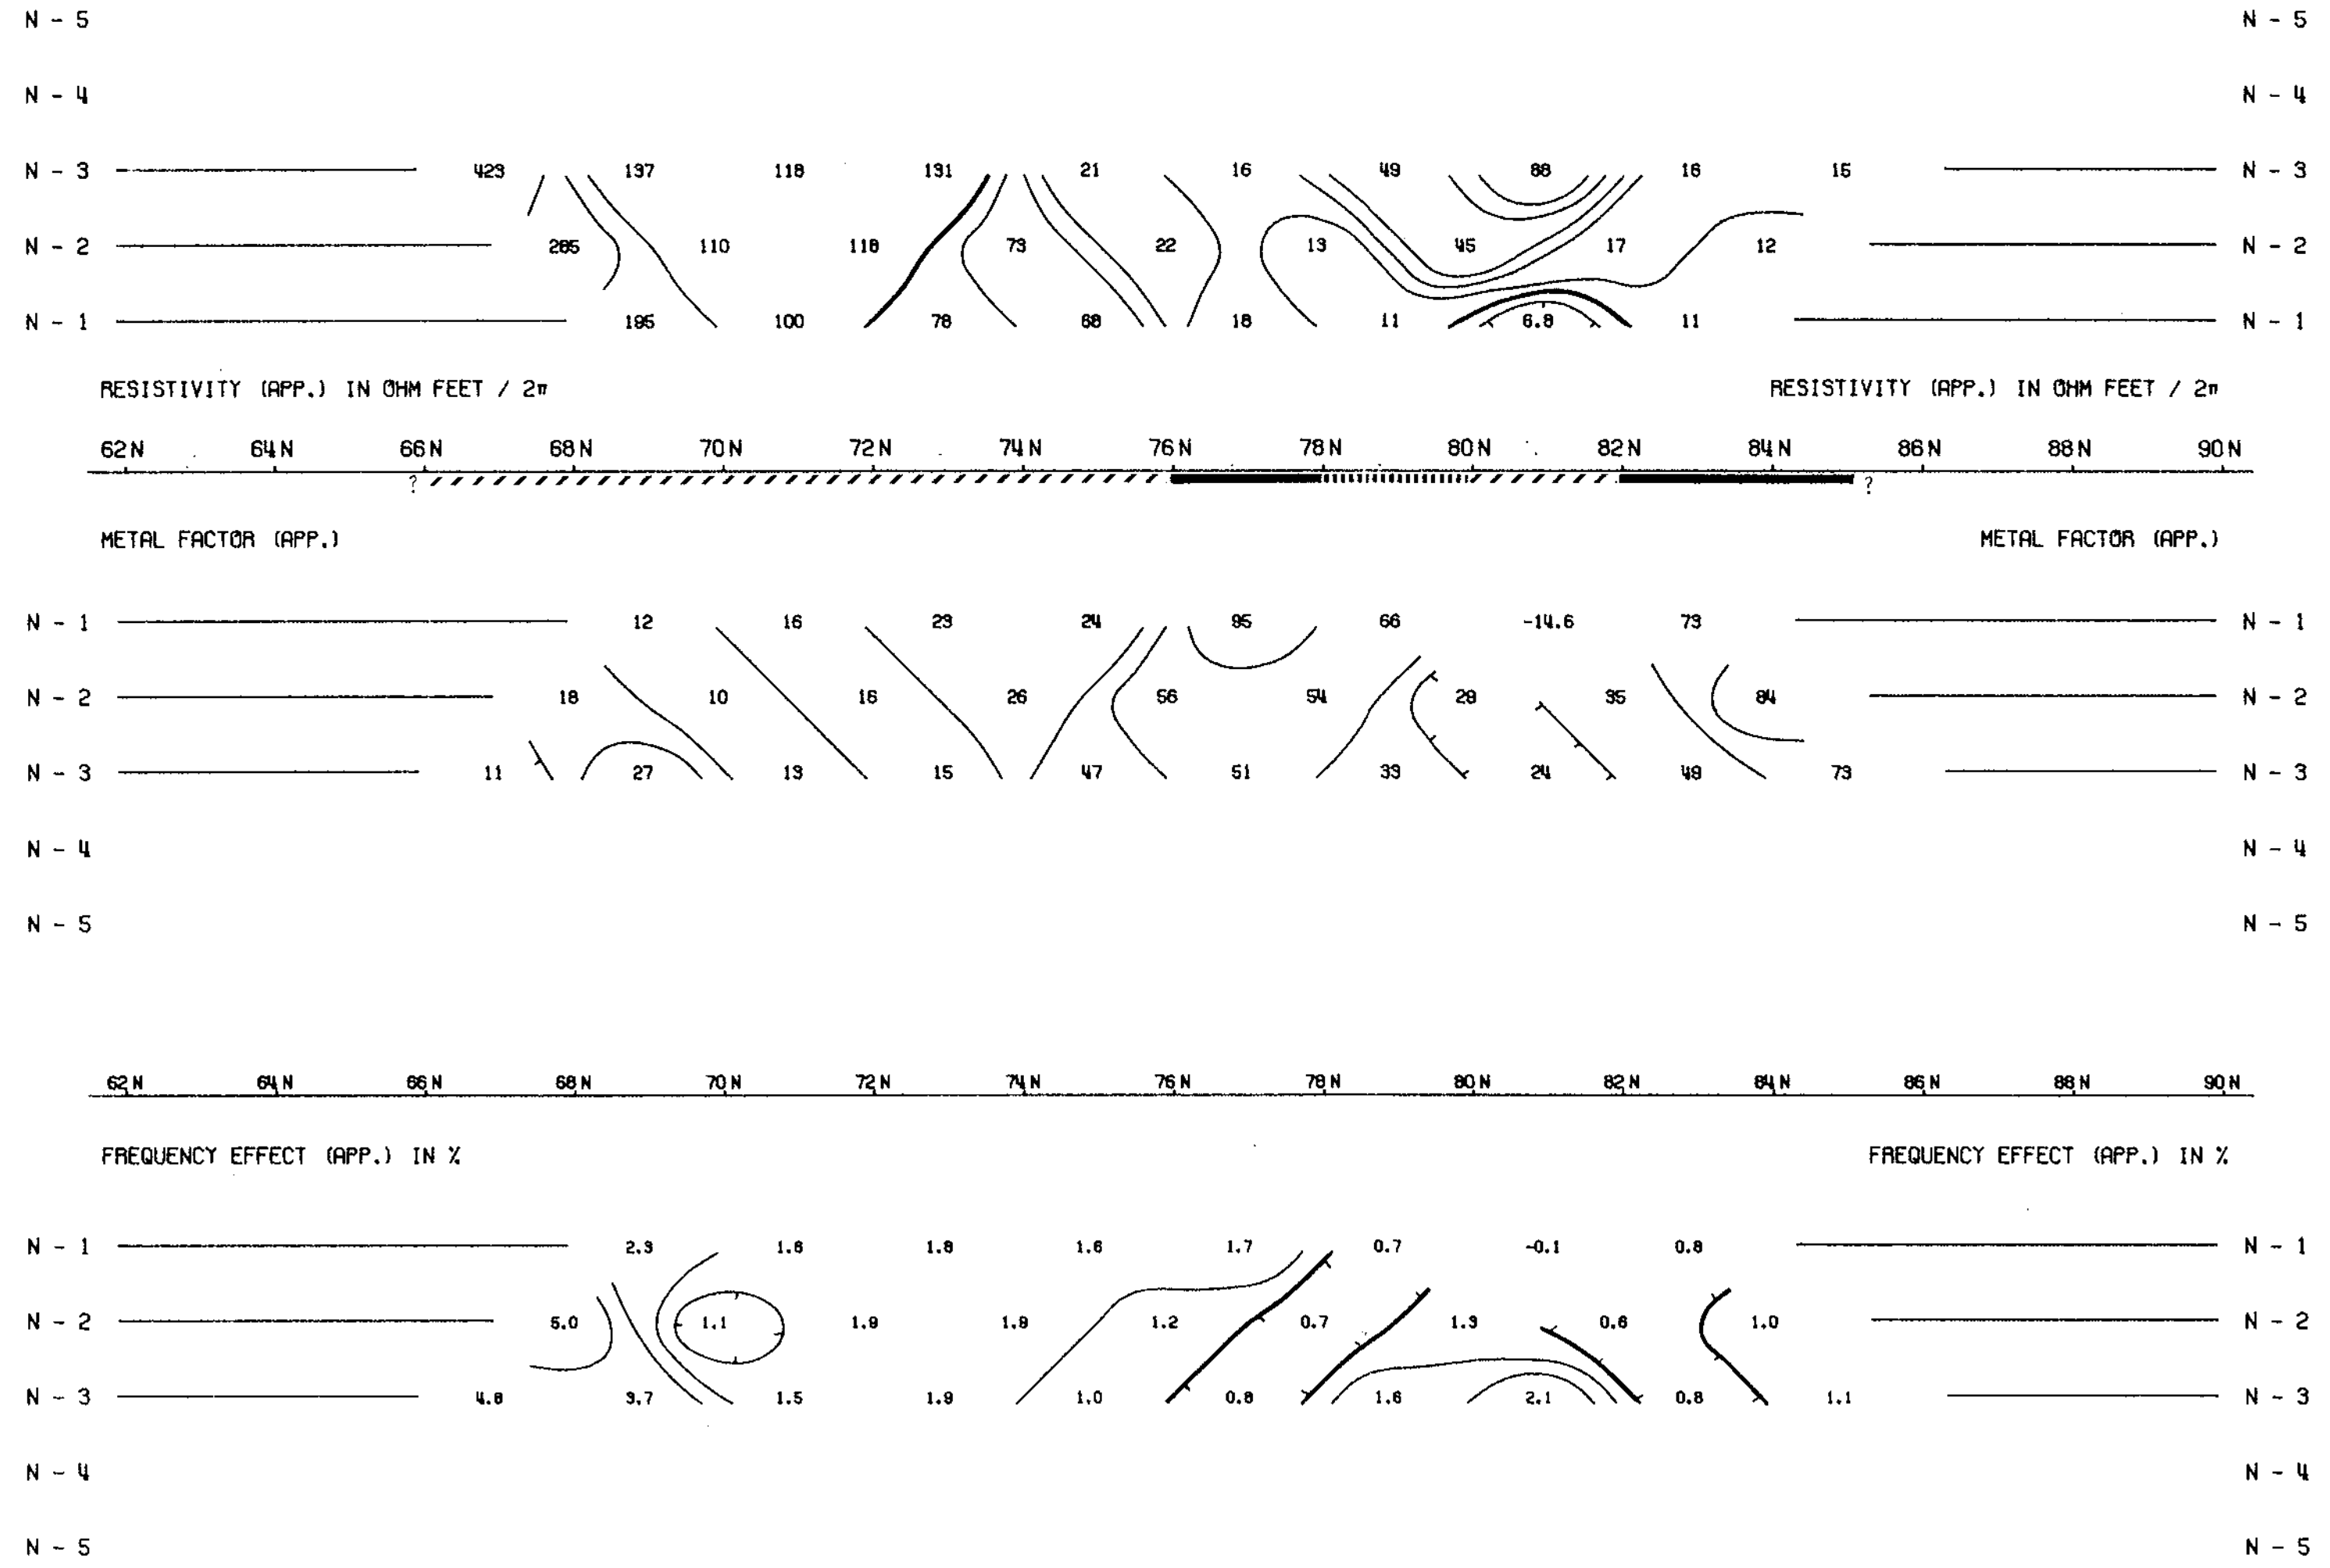 N - 5 N - 5
N - 4 N - 4
N - 3 423 137 118 131 21 16 49 88 16 15 N - 3
N - 2 110 118 73 22 13 45 17 12 N - 2
N - 1 195 100 78 68 18 11 6.8 11 N - 1
RESISTIVITY (APP.) IN OHM FEET / 2π RESISTIVITY (APP.) IN OHM FEET / 2π
62N 64N 66N 68N 70N 72N 74N 76N 78N 80N 82N 84N 86N 88N 90N
? ?
METAL FACTOR (APP.) METAL FACTOR (APP.)
N - 1 12 16 23 24 95 66 -14.6 73 N - 1
N - 2 18 10 16 26 56 54 29 35 84 N - 2
N - 3 11 27 13 15 47 51 33 24 49 73 N - 3
N - 4 N - 4
N - 5 N - 5
62N 64N 66N 68N 70N 72N 74N 76N 78N 80N 82N 84N 86N 88N 90N
FREQUENCY EFFECT (APP.) IN % FREQUENCY EFFECT (APP.) IN %
N - 1 2.3 1.6 1.8 1.6 1.7 0.7 -0.1 0.8 N - 1
N - 2 5.0 1.1 1.9 1.9 1.2 0.7 1.3 0.6 1.0 N - 2
N - 3 4.8 3.7 1.5 1.9 1.0 0.8 1.6 2.1 0.8 1.1 N - 3
N - 4 N - 4
N - 5 N - 5